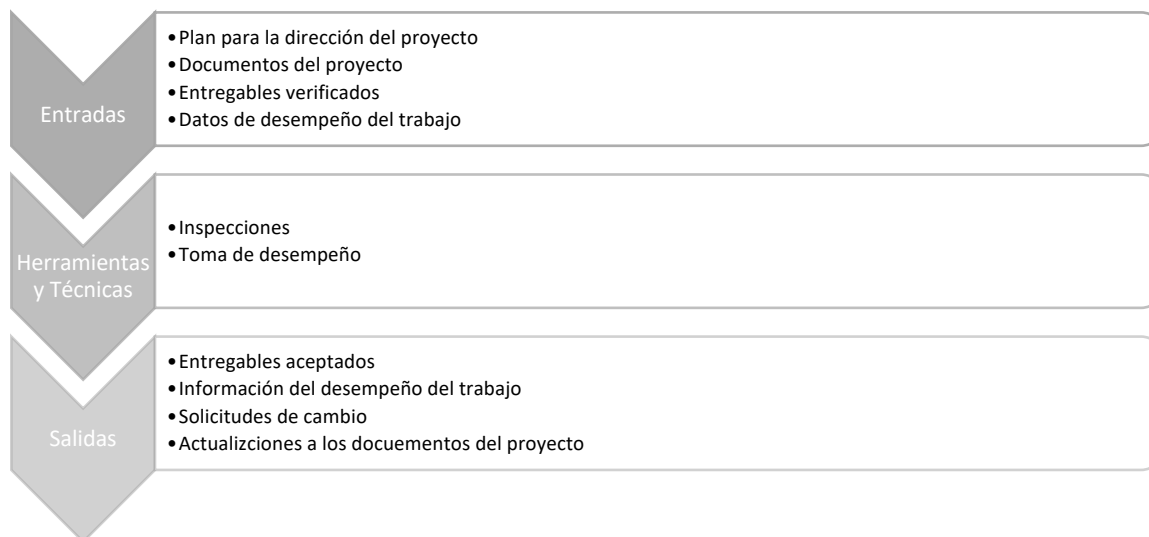 Entradas
•Plan para la dirección del proyecto
•Documentos del proyecto
•Entregables verificados
•Datos de desempeño del trabajo
Herramientas
y Técnicas
•Inspecciones
•Toma de desempeño
Salidas
•Entregables aceptados
•Información del desempeño del trabajo
•Solicitudes de cambio
•Actualizciones a los docuementos del proyecto